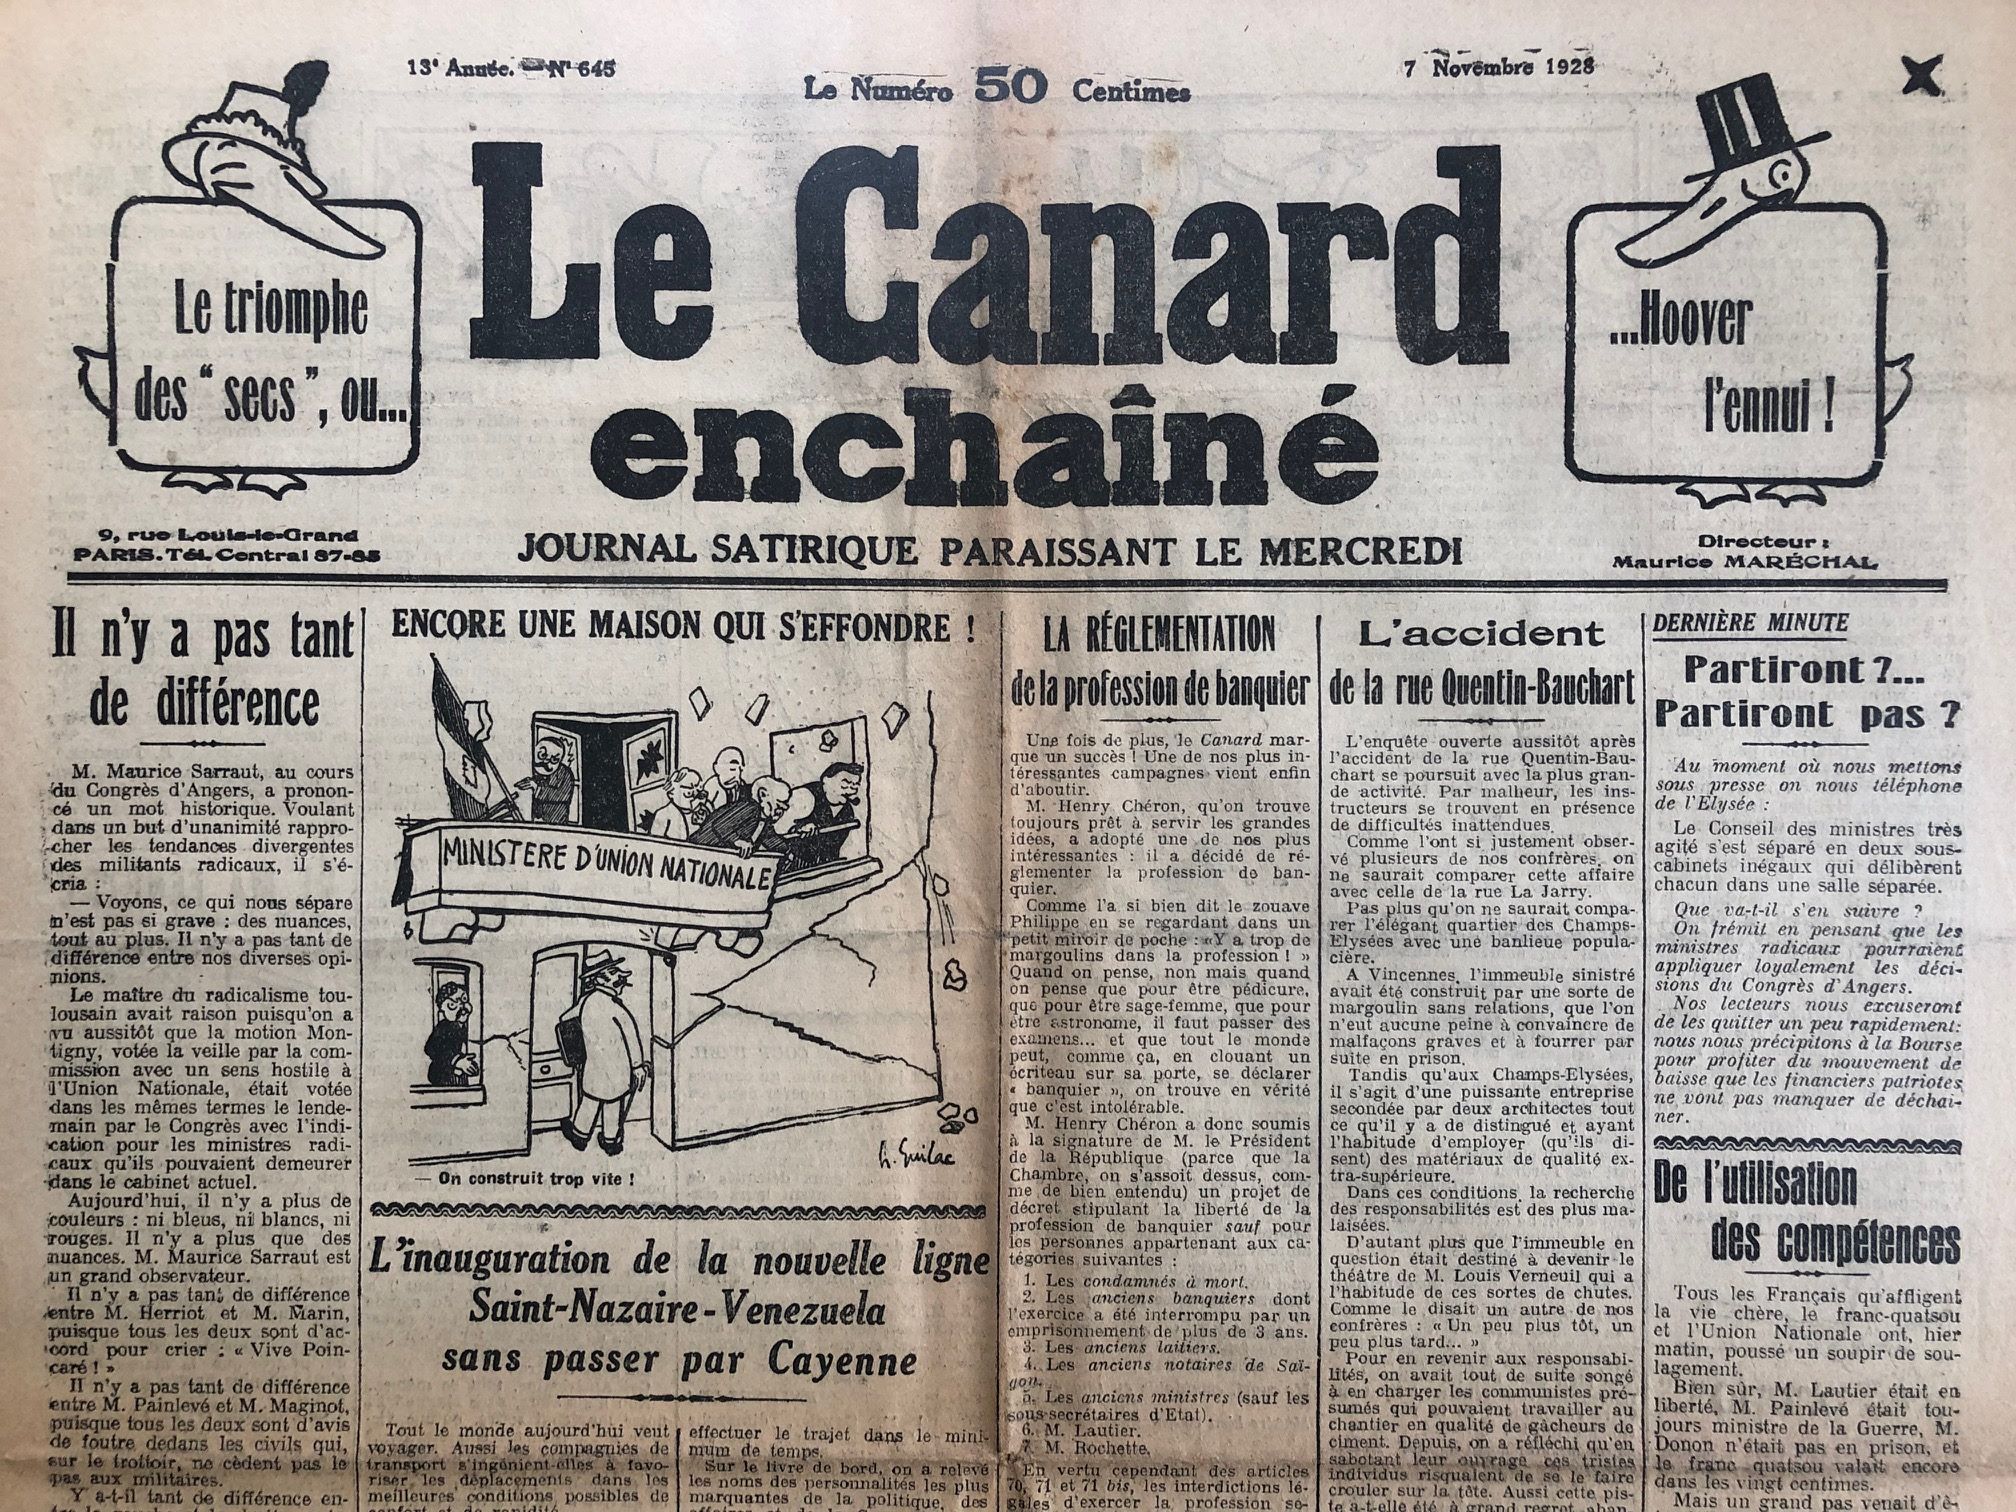 13e Année. — N° 645
Le Numéro 50 Centimes
7 Novembre 1928
Le triomphe
des "secs", ou...
Le Canard
enchaîné
...Hoover
l'ennui !
9, rue Louis-le-Grand
PARIS. Tél. Central 87-85
JOURNAL SATIRIQUE PARAISSANT LE MERCREDI
Directeur :
Maurice MARÉCHAL
Il n'y a pas tant
de différence
M. Maurice Sarraut, au cours
du Congrès d'Angers, a pronon-
cé un mot historique. Voulant
dans un but d'unanimité rappro-
cher les tendances divergentes
des militants radicaux, il s'é-
cria :
— Voyons, ce qui nous sépare
n'est pas si grave : des nuances,
tout au plus. Il n'y a pas tant de
différence entre nos diverses opi-
nions.
Le maître du radicalisme tou-
lousain avait raison puisqu'on a
vu aussitôt que la motion Mon-
tigny, votée la veille par la com-
mission avec un sens hostile à
l'Union Nationale, était votée
dans les mêmes termes le lende-
main par le Congrès avec l'indi-
cation pour les ministres radi-
caux qu'ils pouvaient demeurer
dans le cabinet actuel.
Aujourd'hui, il n'y a plus de
couleurs : ni bleus, ni blancs, ni
rouges. Il n'y a plus que des
nuances. M. Maurice Sarraut est
un grand observateur.
Il n'y a pas tant de différence
entre M. Herriot et M. Marin,
puisque tous les deux sont d'ac-
cord pour crier : « Vive Poin-
caré ! »
Il n'y a pas tant de différence
entre M. Painlevé et M. Maginot,
puisque tous les deux sont d'avis
de foutre dedans les civils qui,
sur le trottoir, ne cèdent pas le
pas aux militaires.
Y a-t-il tant de différence en-
ENCORE UNE MAISON QUI S'EFFONDRE !
MINISTERE D'UNION NATIONALE
H. Guilac
— On construit trop vite !
L'inauguration de la nouvelle ligne
Saint-Nazaire-Venezuela
sans passer par Cayenne
Tout le monde aujourd'hui veut
voyager. Aussi les compagnies de
transport s'ingénient-elles à favo-
riser les déplacements dans les
meilleures conditions possibles de
confort et de rapidité.
effectuer le trajet dans le mini-
mum de temps.
Sur le livre de bord, on a relevé
les noms des personnalités les plus
marquantes de la politique, des
LA RÉGLEMENTATION
de la profession de banquier
Une fois de plus, le Canard mar-
que un succès ! Une de nos plus in-
téressantes campagnes vient enfin
d'aboutir.
M. Henry Chéron, qu'on trouve
toujours prêt à servir les grandes
idées, a adopté une de nos plus
intéressantes : il a décidé de ré-
glementer la profession de ban-
quier.
Comme l'a si bien dit le zouave
Philippe en se regardant dans un
petit miroir de poche : «Y a trop de
margoulins dans la profession ! »
Quand on pense, non mais quand
on pense que pour être pédicure,
que pour être sage-femme, que pour
être astronome, il faut passer des
examens... et que tout le monde
peut, comme ça, en clouant un
écriteau sur sa porte, se déclarer
« banquier », on trouve en vérité
que c'est intolérable.
M. Henry Chéron a donc soumis
à la signature de M. le Président
de la République (parce que la
Chambre, on s'assoit dessus, com-
me de bien entendu) un projet de
décret stipulant la liberté de la
profession de banquier sauf pour
les personnes appartenant aux ca-
tégories suivantes :
1. Les condamnés à mort.
2. Les anciens banquiers dont
l'exercice a été interrompu par un
emprisonnement de plus de 3 ans.
3. Les anciens laitiers.
4. Les anciens notaires de Saï-
gon.
5. Les anciens ministres (sauf les
sous-secrétaires d'Etat).
6. M. Lautier.
7. M. Rochette.
En vertu cependant des articles
70, 71 et 71 bis, les interdictions lé-
gales d'exercer la profession se-
L'accident
de la rue Quentin-Bauchart
L'enquête ouverte aussitôt après
l'accident de la rue Quentin-Bau-
chart se poursuit avec la plus gran-
de activité. Par malheur, les ins-
tructeurs se trouvent en présence
de difficultés inattendues.
Comme l'ont si justement obser-
vé plusieurs de nos confrères, on
ne saurait comparer cette affaire
avec celle de la rue La Jarry.
Pas plus qu'on ne saurait compa-
rer l'élégant quartier des Champs-
Elysées avec une banlieue popula-
cière.
A Vincennes, l'immeuble sinistré
avait été construit par une sorte de
margoulin sans relations, que l'on
n'eut aucune peine à convaincre de
malfaçons graves et à fourrer par
suite en prison.
Tandis qu'aux Champs-Elysées,
il s'agit d'une puissante entreprise
secondée par deux architectes tout
ce qu'il y a de distingué et ayant
l'habitude d'employer (qu'ils di-
sent) des matériaux de qualité ex-
tra-supérieure.
Dans ces conditions, la recherche
des responsabilités est des plus ma-
laisées.
D'autant plus que l'immeuble en
question était destiné à devenir le
théâtre de M. Louis Verneuil qui a
l'habitude de ces sortes de chutes.
Comme le disait un autre de nos
confrères : « Un peu plus tôt, un
peu plus tard... »
Pour en revenir aux responsabi-
lités, on avait tout de suite songé
à en charger les communistes pré-
sumés qui pouvaient travailler au
chantier en qualité de gâcheurs de
ciment. Depuis, on a réfléchi qu'en
sabotant leur ouvrage ces tristes
individus risquaient de se le faire
crouler sur la tête. Aussi cette pis-
te a-t-elle été, à grand regret, aban-
DERNIÈRE MINUTE
Partiront ?...
Partiront pas ?
Au moment où nous mettons
sous presse on nous téléphone
de l'Elysée :
Le Conseil des ministres très
agité s'est séparé en deux sous-
cabinets inégaux qui délibèrent
chacun dans une salle séparée.
Que va-t-il s'en suivre ?
On frémit en pensant que les
ministres radicaux pourraient
appliquer loyalement les déci-
sions du Congrès d'Angers.
Nos lecteurs nous excuseront
de les quitter un peu rapidement:
nous nous précipitons à la Bourse
pour profiter du mouvement de
baisse que les financiers patriotes
ne vont pas manquer de déchaî-
ner.
De l'utilisation
des compétences
Tous les Français qu'affligent
la vie chère, le franc-quatsou
et l'Union Nationale ont, hier
matin, poussé un soupir de sou-
lagement.
Bien sûr, M. Lautier était en
liberté, M. Painlevé était tou-
jours ministre de la Guerre, M.
Donon n'était pas en prison, et
le franc quatsou valait encore
dans les vingt centimes.
Mais un grand pas venait d'ê-